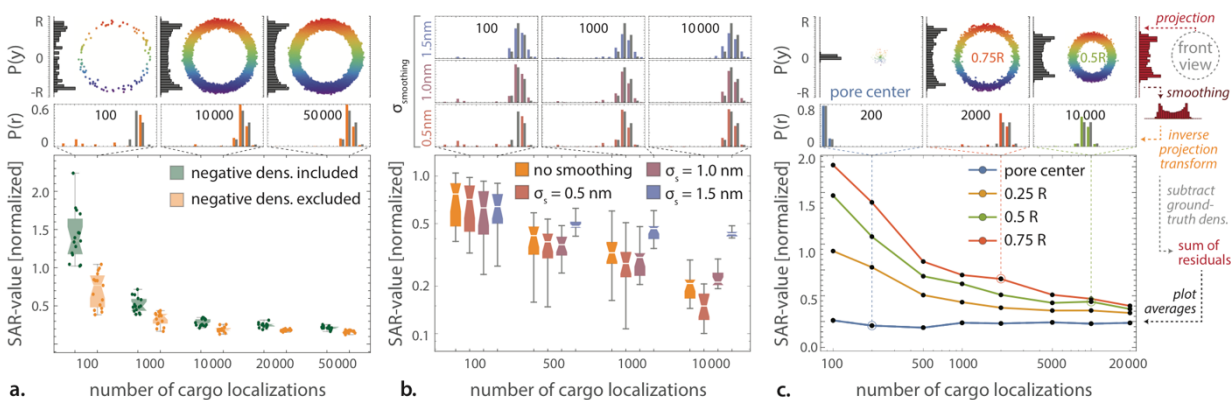 R
P(y)
0
-R
0.6
P(r)
0.0
100
10 000
50 000
SAR-value [normalized]
2.0
1.5
1.0
0.5
negative dens. included
negative dens. excluded
100
1000
10 000
20 000
50 000
a.
number of cargo localizations
100
1000
10 000
σ smoothing
1.5nm
1.0nm
0.5nm
SAR-value [normalized]
1.0
0.5
0.2
0.1
no smoothing
σs = 0.5 nm
σs = 1.0 nm
σs = 1.5 nm
100
500
1000
10 000
b.
number of cargo localizations
R
P(y)
0
-R
pore center
0.75R
0.5R
0.8
P(r)
0.0
200
2000
10 000
SAR-value [normalized]
2.0
1.5
1.0
0.5
0.0
pore center
0.25 R
0.5 R
0.75 R
100
500
1000
5000
10 000
20 000
c.
number of cargo localizations
projection
front
view
smoothing
inverse
projection
transform
subtract
ground-
truth dens.
sum of
residuals
plot
averages